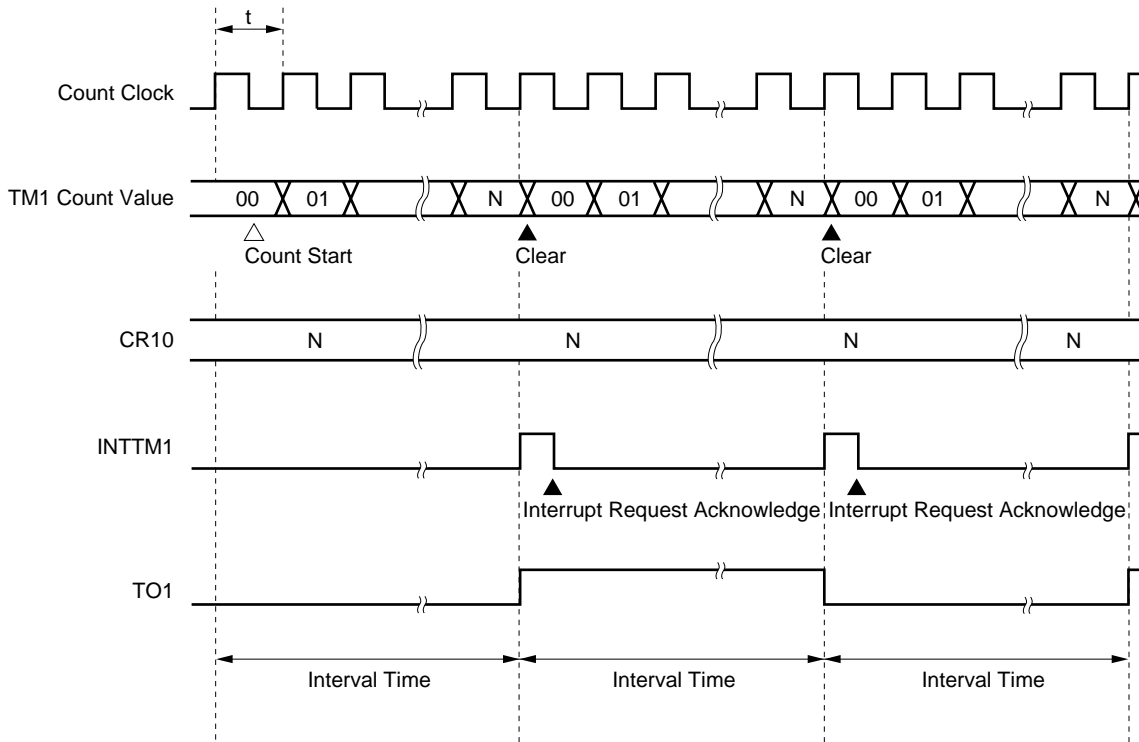 t
Count Clock
TM1 Count Value 00 01 N 00 01 N 00 01 N
Count Start Clear Clear
CR10 N N N N
INTTM1
Interrupt Request Acknowledge Interrupt Request Acknowledge
TO1
Interval Time Interval Time Interval Time